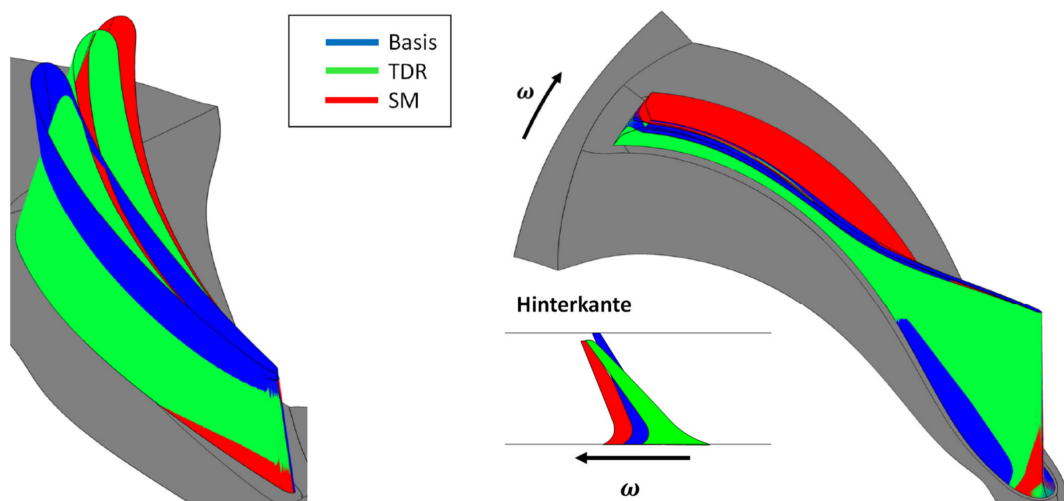 Basis
TDR
SM
ω
Hinterkante
ω